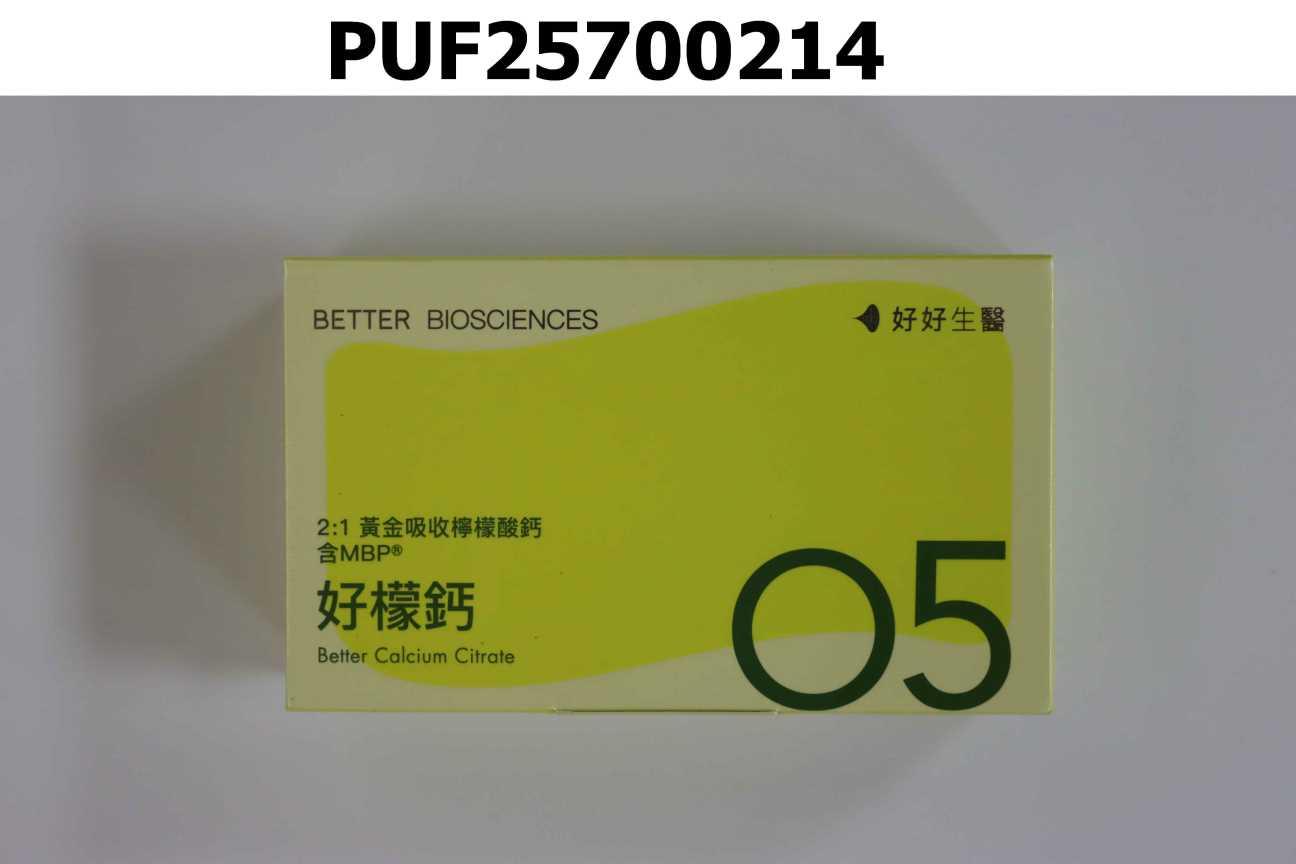 PUF25700214
BETTER BIOSCIENCES
好好生醫
2:1 黃金吸收檸檬酸鈣
含MBP®
好檬鈣
Better Calcium Citrate
05